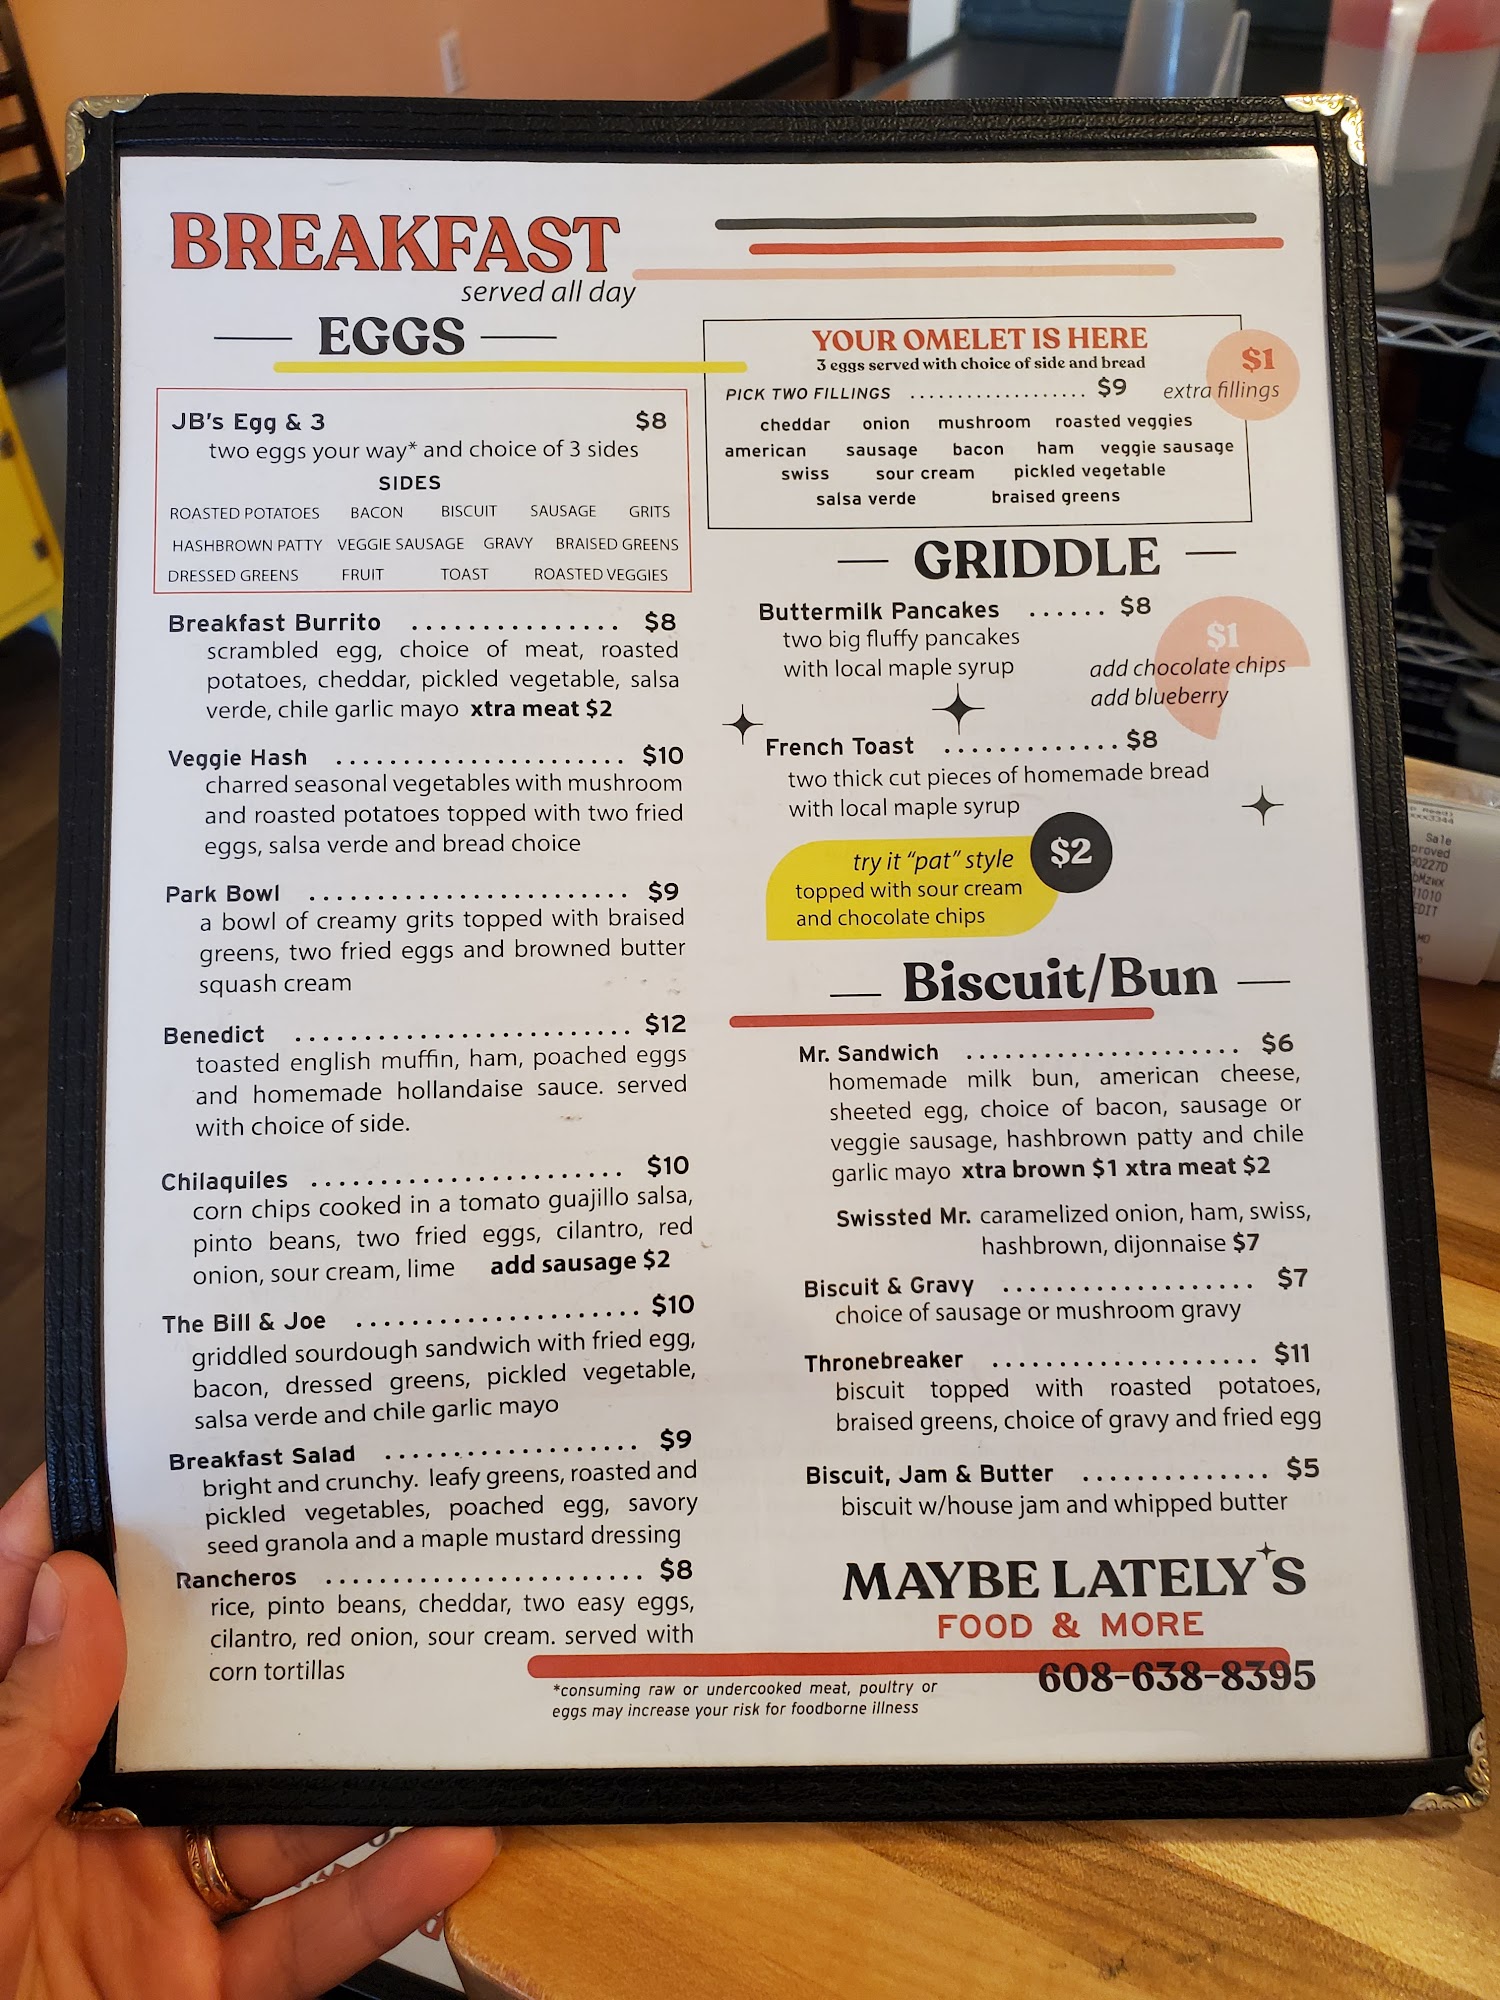 BREAKFAST
served all day
EGGS
JB's Egg & 3 $8
two eggs your way* and choice of 3 sides
SIDES
ROASTED POTATOES BACON BISCUIT SAUSAGE GRITS
HASHBROWN PATTY VEGGIE SAUSAGE GRAVY BRAISED GREENS
DRESSED GREENS FRUIT TOAST ROASTED VEGGIES
Breakfast Burrito ............... $8
scrambled egg, choice of meat, roasted
potatoes, cheddar, pickled vegetable, salsa
verde, chile garlic mayo xtra meat $2
Veggie Hash ....................... $10
charred seasonal vegetables with mushroom
and roasted potatoes topped with two fried
eggs, salsa verde and bread choice
Park Bowl ......................... $9
a bowl of creamy grits topped with braised
greens, two fried eggs and browned butter
squash cream
Benedict .......................... $12
toasted english muffin, ham, poached eggs
and homemade hollandaise sauce. served
with choice of side.
Chilaquiles ........................ $10
corn chips cooked in a tomato guajillo salsa,
pinto beans, two fried eggs, cilantro, red
onion, sour cream, lime add sausage $2
The Bill & Joe ..................... $10
griddled sourdough sandwich with fried egg,
bacon, dressed greens, pickled vegetable,
salsa verde and chile garlic mayo
Breakfast Salad .................. $9
bright and crunchy. leafy greens, roasted and
pickled vegetables, poached egg, savory
seed granola and a maple mustard dressing
Rancheros ........................ $8
rice, pinto beans, cheddar, two easy eggs,
cilantro, red onion, sour cream. served with
corn tortillas
YOUR OMELET IS HERE
3 eggs served with choice of side and bread
PICK TWO FILLINGS .................. $9
$1
extra fillings
cheddar onion mushroom roasted veggies
american sausage bacon ham veggie sausage
swiss sour cream pickled vegetable
salsa verde braised greens
GRIDDLE
Buttermilk Pancakes ...... $8
two big fluffy pancakes
with local maple syrup
$1
add chocolate chips
add blueberry
French Toast ............. $8
two thick cut pieces of homemade bread
with local maple syrup
try it "pat" style $2
topped with sour cream
and chocolate chips
Biscuit/Bun
Mr. Sandwich ..................... $6
homemade milk bun, american cheese,
sheeted egg, choice of bacon, sausage or
veggie sausage, hashbrown patty and chile
garlic mayo xtra brown $1 xtra meat $2
Swissted Mr. caramelized onion, ham, swiss,
hashbrown, dijonnaise $7
Biscuit & Gravy ................... $7
choice of sausage or mushroom gravy
Thronebreaker .................... $11
biscuit topped with roasted potatoes,
braised greens, choice of gravy and fried egg
Biscuit, Jam & Butter .............. $5
biscuit w/house jam and whipped butter
MAYBE LATELY'S
FOOD & MORE
608-638-8395
*consuming raw or undercooked meat, poultry or
eggs may increase your risk for foodborne illness
Sale